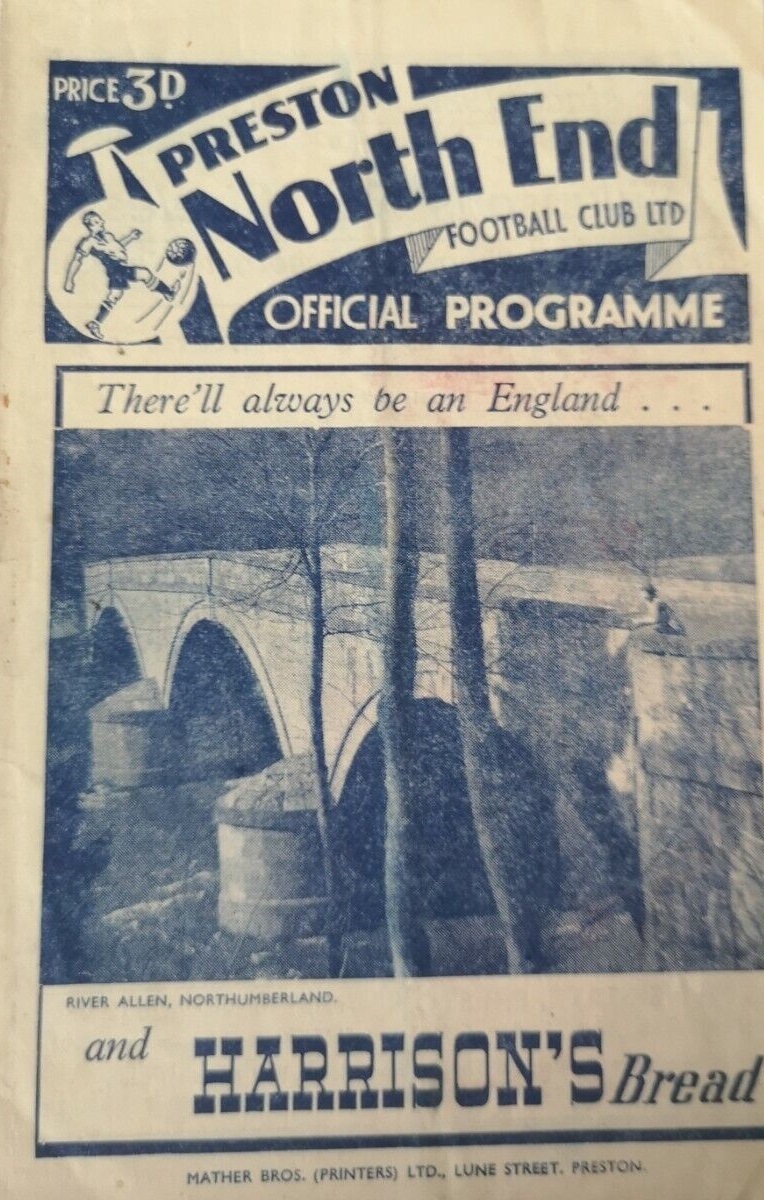 PRICE 3D
PRESTON
North End
FOOTBALL CLUB LTD
OFFICIAL PROGRAMME
There'll always be an England . . .
RIVER ALLEN, NORTHUMBERLAND.
and HARRISON'S Bread
MATHER BROS. (PRINTERS) LTD., LUNE STREET. PRESTON.